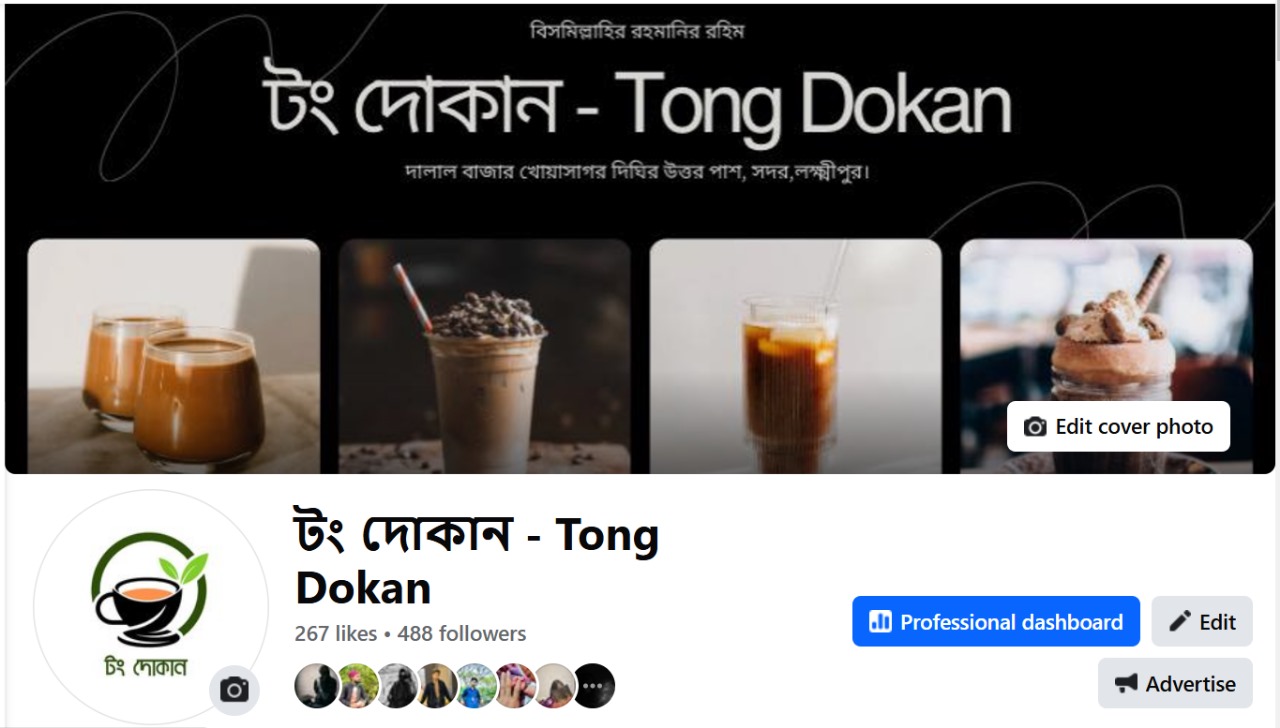 বিসমিল্লাহির রহমানির রহিম
টং দোকান - Tong Dokan
দালাল বাজার খোয়াসাগর দিঘির উত্তর পাশ, সদর,লক্ষ্মীপুর।
Edit cover photo
টং দোকান
টং দোকান - Tong
Dokan
267 likes • 488 followers
Professional dashboard
Edit
Advertise